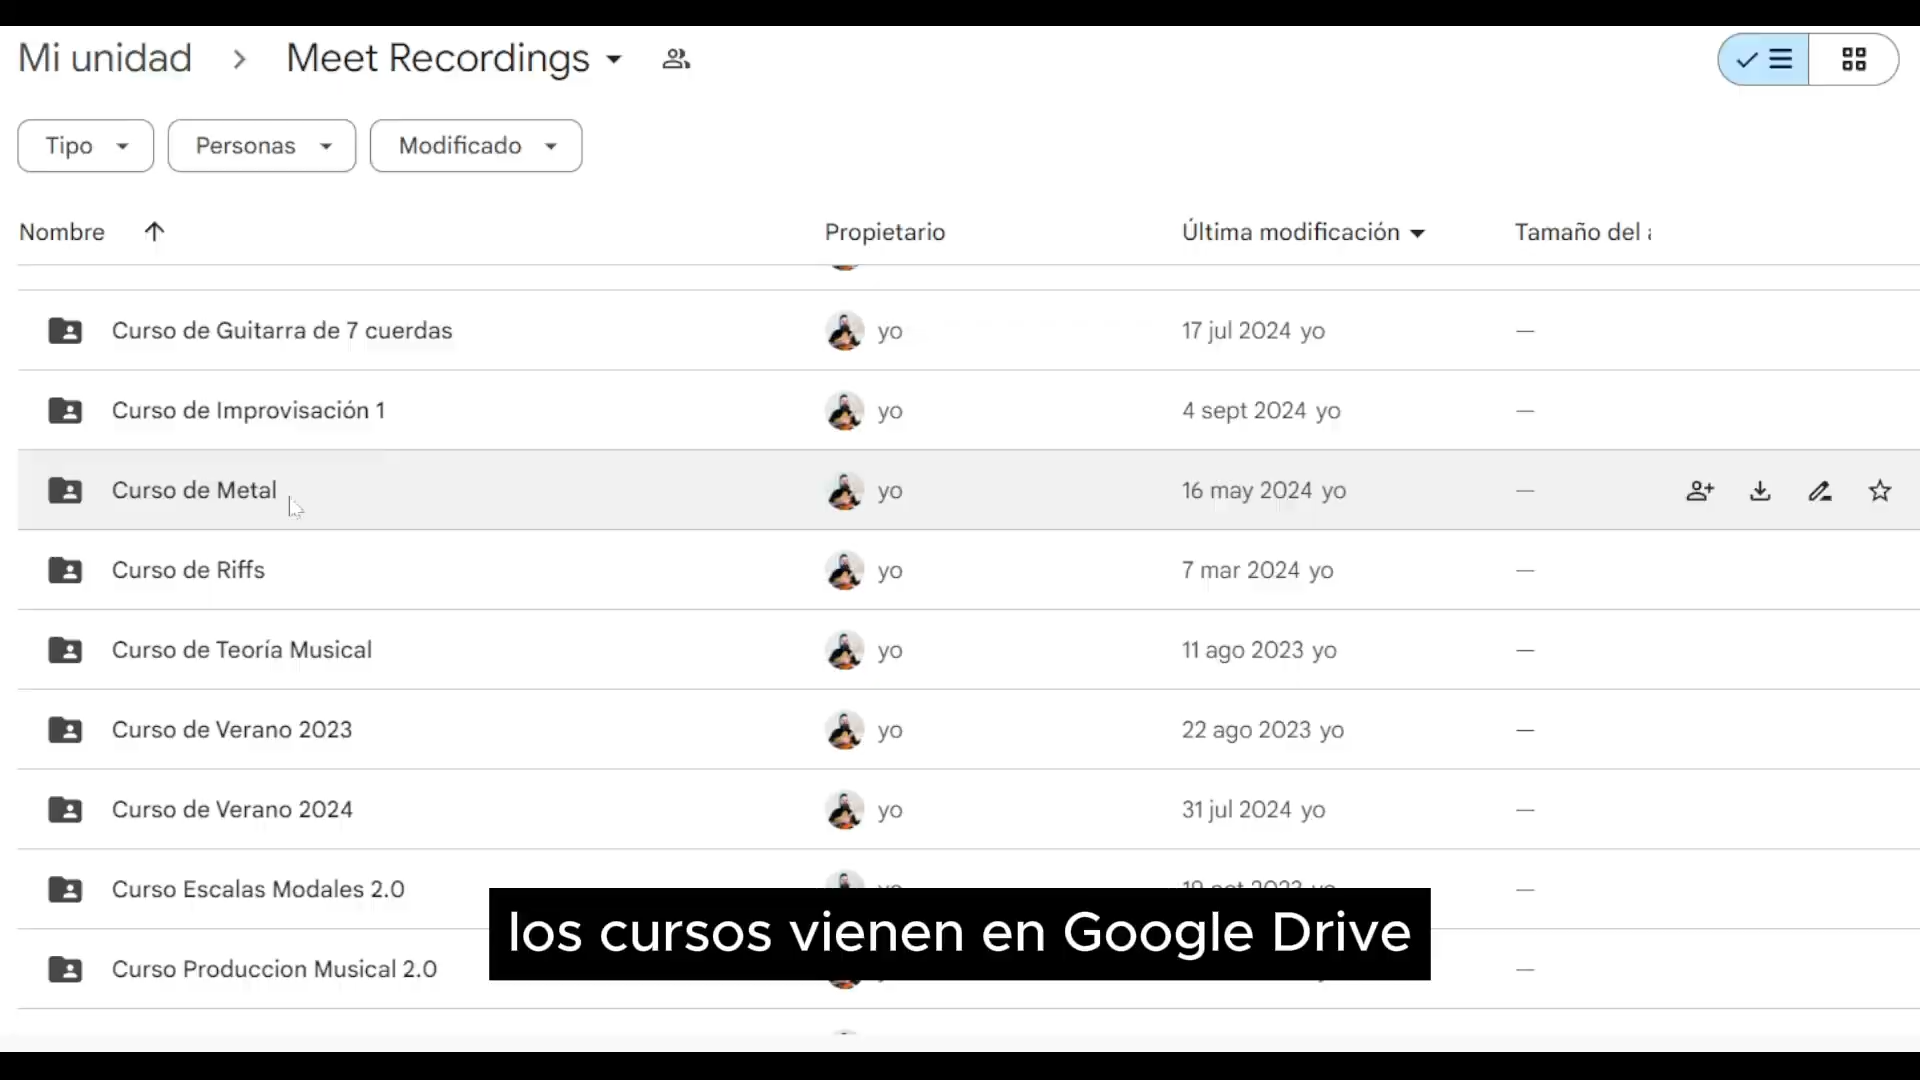 Mi unidad > Meet Recordings
Tipo Personas Modificado
Nombre Propietario Última modificación Tamaño del
Curso de Guitarra de 7 cuerdas yo 17 jul 2024 yo —
Curso de Improvisación 1 yo 4 sept 2024 yo —
Curso de Metal yo 16 may 2024 yo —
Curso de Riffs yo 7 mar 2024 yo —
Curso de Teoría Musical yo 11 ago 2023 yo —
Curso de Verano 2023 yo 22 ago 2023 yo —
Curso de Verano 2024 yo 31 jul 2024 yo —
Curso Escalas Modales 2.0 —
los cursos vienen en Google Drive
Curso Produccion Musical 2.0 —